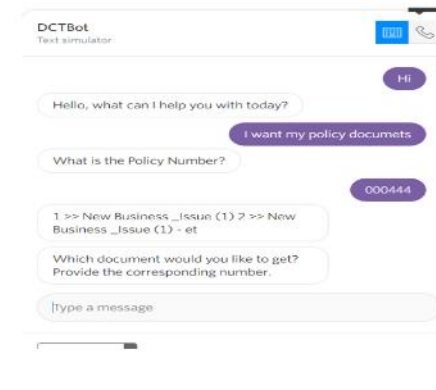 DCTBot
Text simulator
Hi
Hello, what can I help you with today?
I want my policy documets
What is the Policy Number?
000444
1 >> New Business _Issue (1) 2 >> New
Business _Issue (1) - et
Which document would you like to get?
Provide the corresponding number.
Type a message